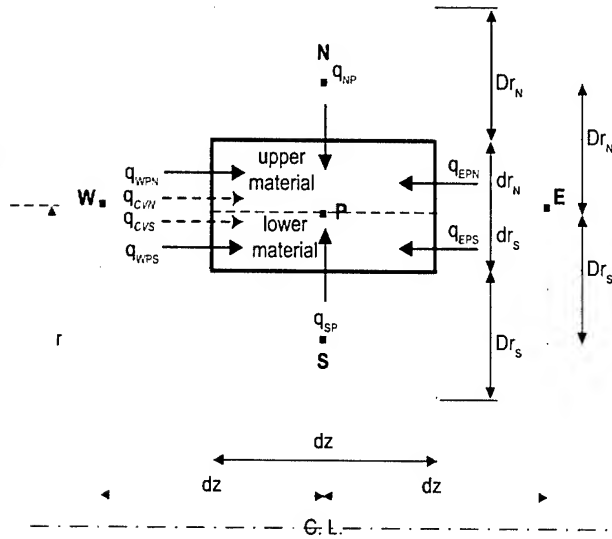 N
q_NP
Dr_N
Dr_N
upper
material
q_WPN
q_EPN
dr_N
W
q_CVN
E
P
q_CVS
lower
material
dr_S
q_WPS
q_EPS
Dr_S
q_SP
S
r
Dr_S
dz
dz
dz
C. L.